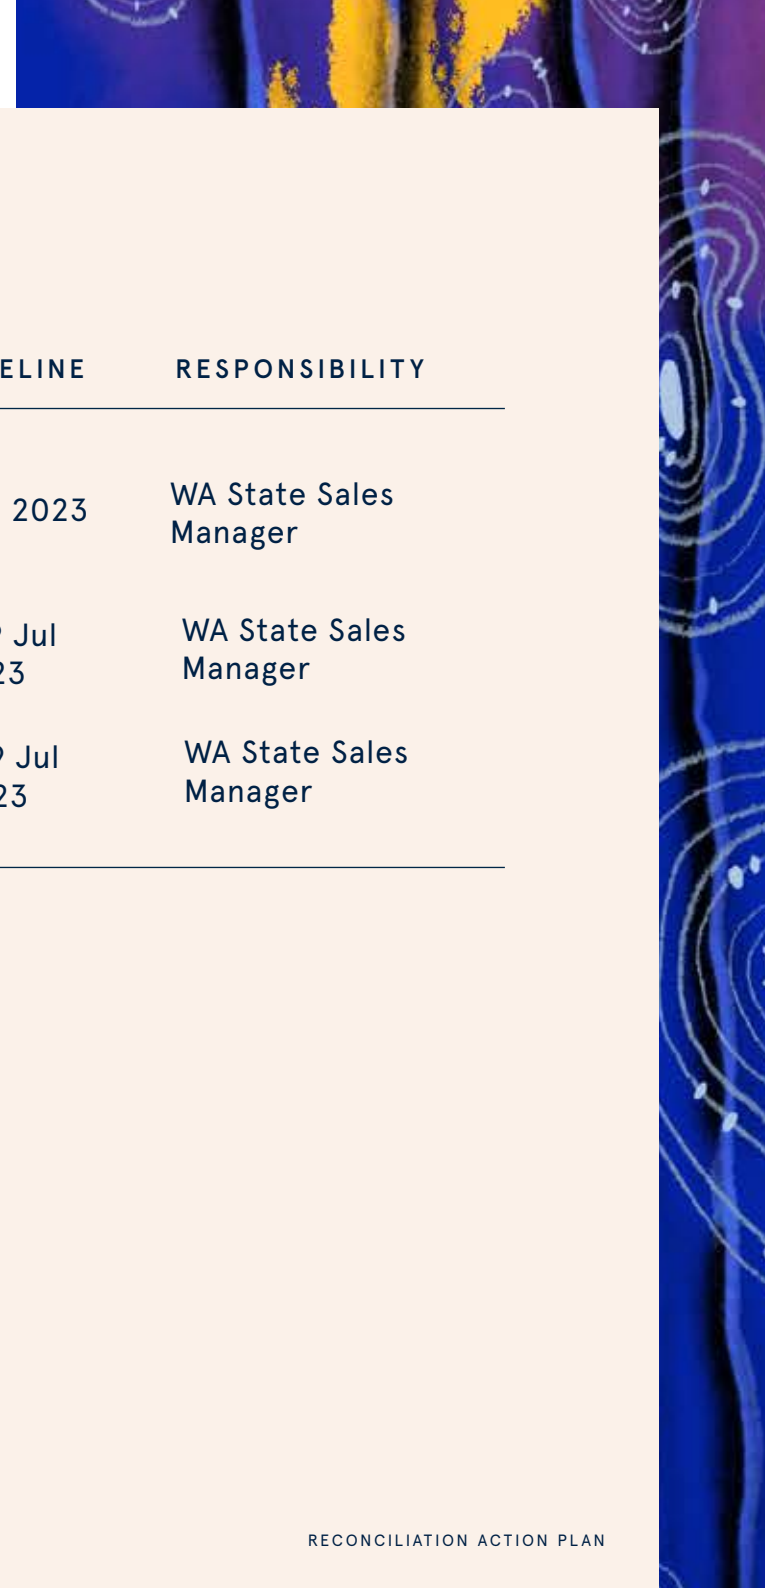 ELINE RESPONSIBILITY
2023 WA State Sales
Manager
Jul WA State Sales
23 Manager
9 Jul WA State Sales
23 Manager
RECONCILIATION ACTION PLAN